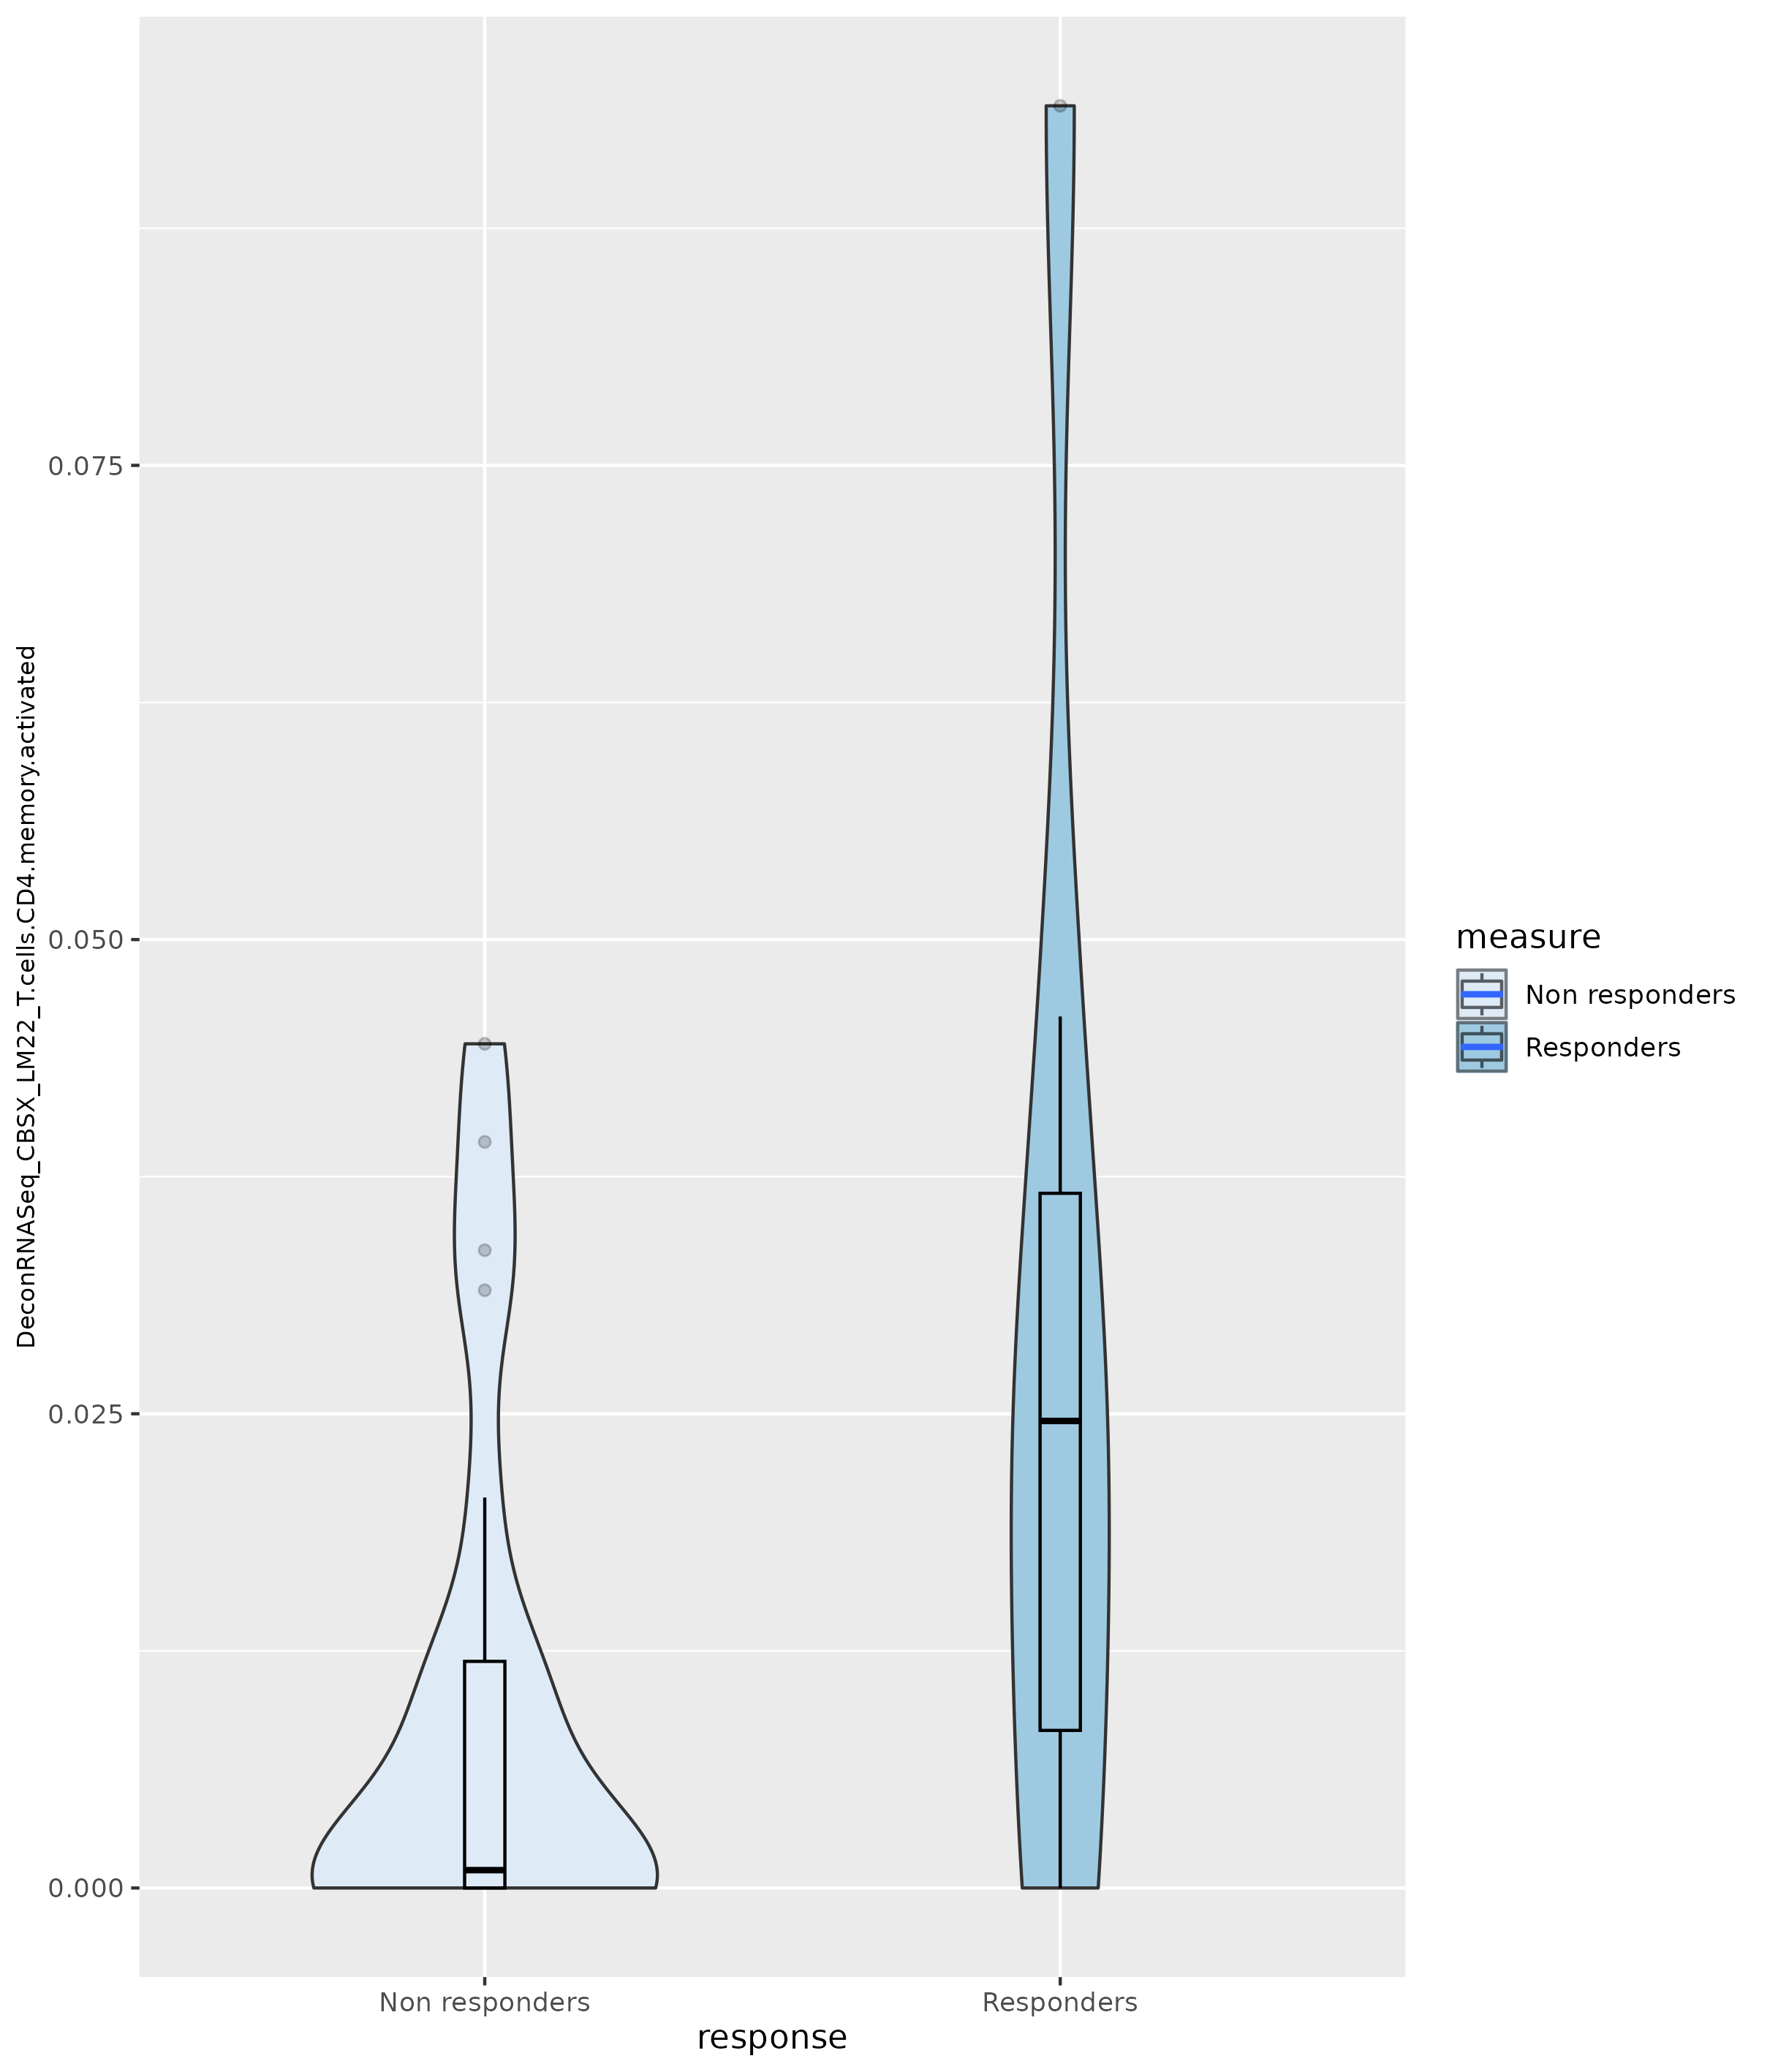 DeconRNASeq_CBSX_LM22_T.cells.CD4.memory.activated
0.075
0.050
0.025
0.000
Non responders
Responders
response
measure
Non responders
Responders